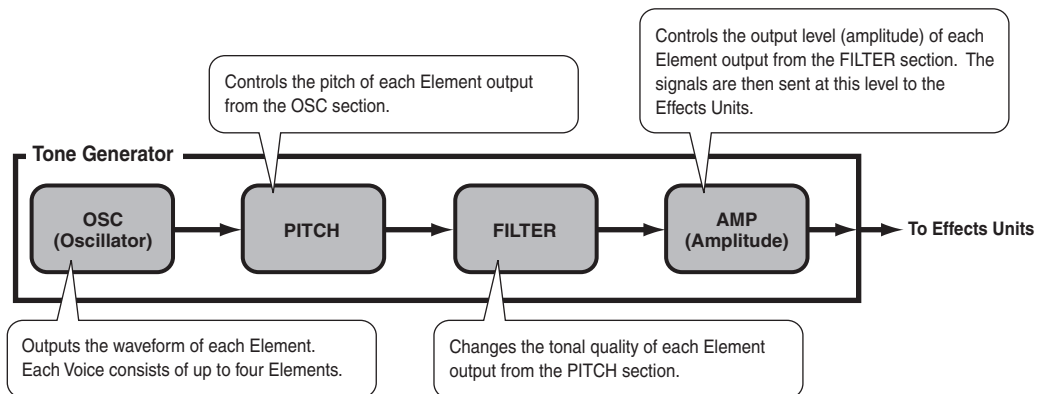 Controls the output level (amplitude) of each
Element output from the FILTER section.  The
signals are then sent at this level to the
Effects Units.
Controls the pitch of each Element output
from the OSC section.
Tone Generator
OSC
(Oscillator)
PITCH
FILTER
AMP
(Amplitude)
To Effects Units
Outputs the waveform of each Element.
Each Voice consists of up to four Elements.
Changes the tonal quality of each Element
output from the PITCH section.